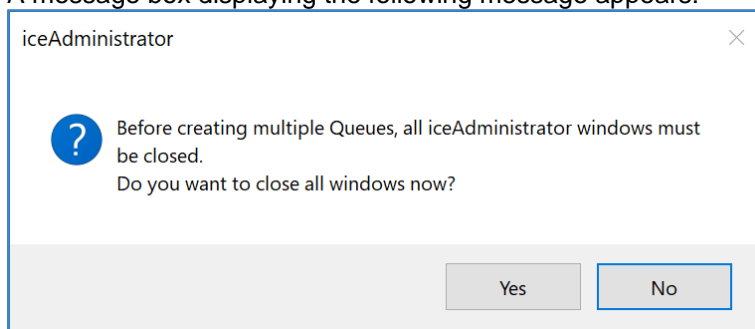 A message box displaying the following message appears:
iceAdministrator
Before creating multiple Queues, all iceAdministrator windows must
be closed.
Do you want to close all windows now?
Yes
No